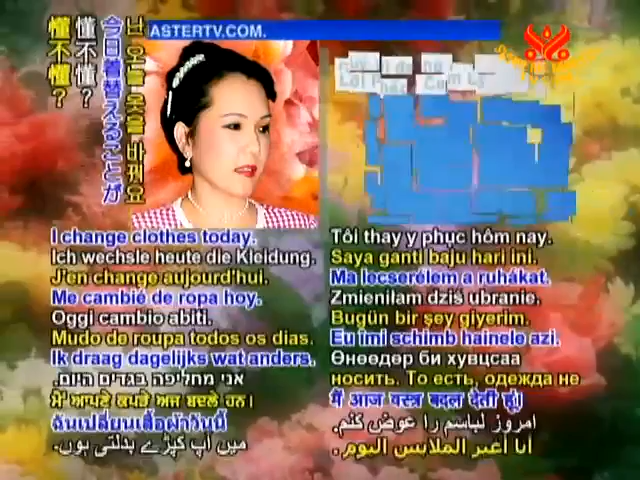 ASTERTV.COM.
난 오늘 옷을 바꿔요
今日着替えることが
懂不懂？
懂不懂？
I change clothes today.
Ich wechsle heute die Kleidung.
J'en change aujourd'hui.
Me cambié de ropa hoy.
Oggi cambio abiti.
Mudo de roupa todos os dias.
Ik draag dagelijks wat anders.
אני מחליפה בגדים היום.
ਮੈਂ ਆਪਣੇ ਕਪੜੇ ਅਜ ਬਦਲੇ ਹਨ।
ฉันเปลี่ยนเสื้อผ้าวันนี้
میں آپ کپڑے بدلتی ہوں.
Tôi thay y phục hôm nay.
Saya ganti baju hari ini.
Ma lecserélem a ruhákat.
Zmieniłam dziś ubranie.
Bugün bir şey giyerim.
Eu îmi schimb hainele azi.
Өнөөдөр би хувцсаа
носить. То есть, одежда не
मैं आज वस्त्र बदल देती हूँ।
امروز لباسم را عوض کنم.
أنا أغير الملابس اليوم.